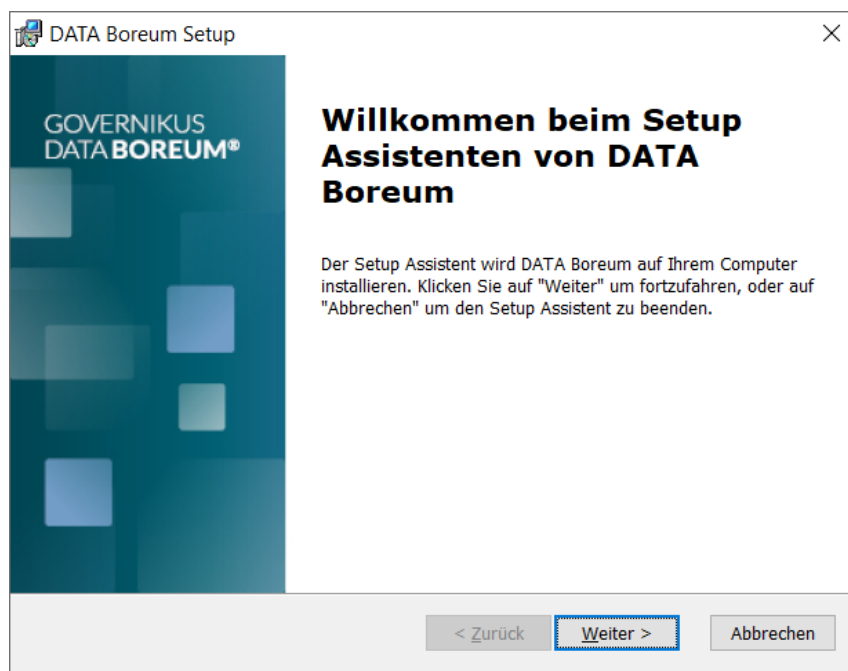 DATA Boreum Setup
GOVERNIKUS
DATA BOREUM®
Willkommen beim Setup
Assistenten von DATA
Boreum
Der Setup Assistent wird DATA Boreum auf Ihrem Computer
installieren. Klicken Sie auf "Weiter" um fortzufahren, oder auf
"Abbrechen" um den Setup Assistent zu beenden.
< Zurück Weiter > Abbrechen